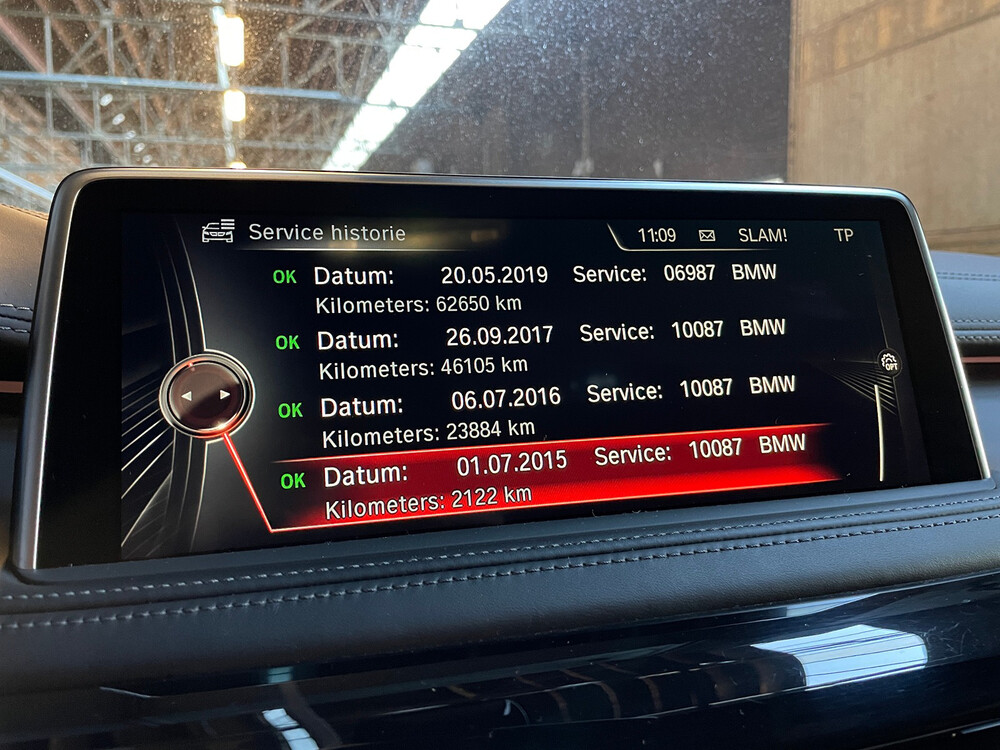 Service historie 11:09 SLAM! TP
OK Datum: 20.05.2019 Service: 06987 BMW
Kilometers: 62650 km
OK Datum: 26.09.2017 Service: 10087 BMW
Kilometers: 46105 km
OK Datum: 06.07.2016 Service: 10087 BMW
Kilometers: 23884 km
OPT
OK Datum: 01.07.2015 Service: 10087 BMW
Kilometers: 2122 km